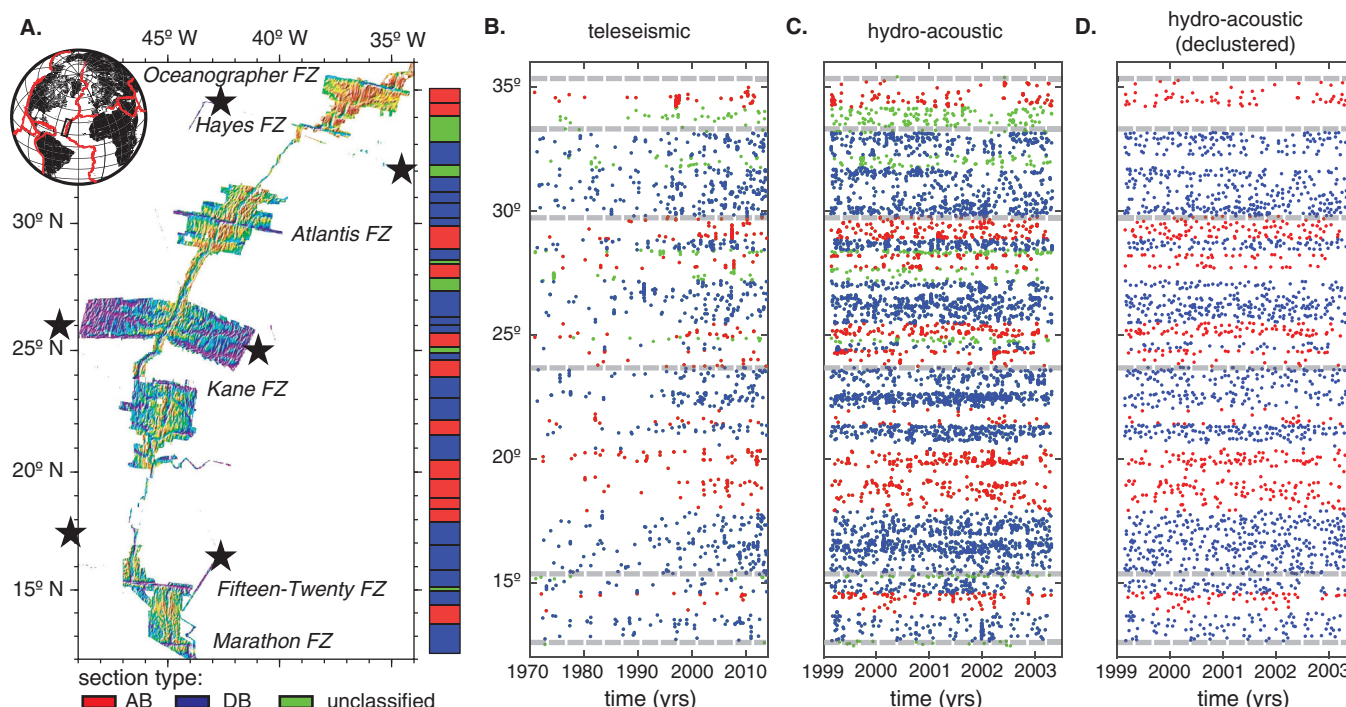 A.
45º W 40º W 35º W
Oceanographer FZ
Hayes FZ
30º N
Atlantis FZ
25º N
Kane FZ
20º N
15º N
Fifteen-Twenty FZ
Marathon FZ
section type:
AB DB unclassified
B.
teleseismic
35º
30º
25º
20º
15º
1970 1980 1990 2000 2010
time (yrs)
C.
hydro-acoustic
1999 2000 2001 2002 2003
time (yrs)
D.
hydro-acoustic
(declustered)
1999 2000 2001 2002 2003
time (yrs)